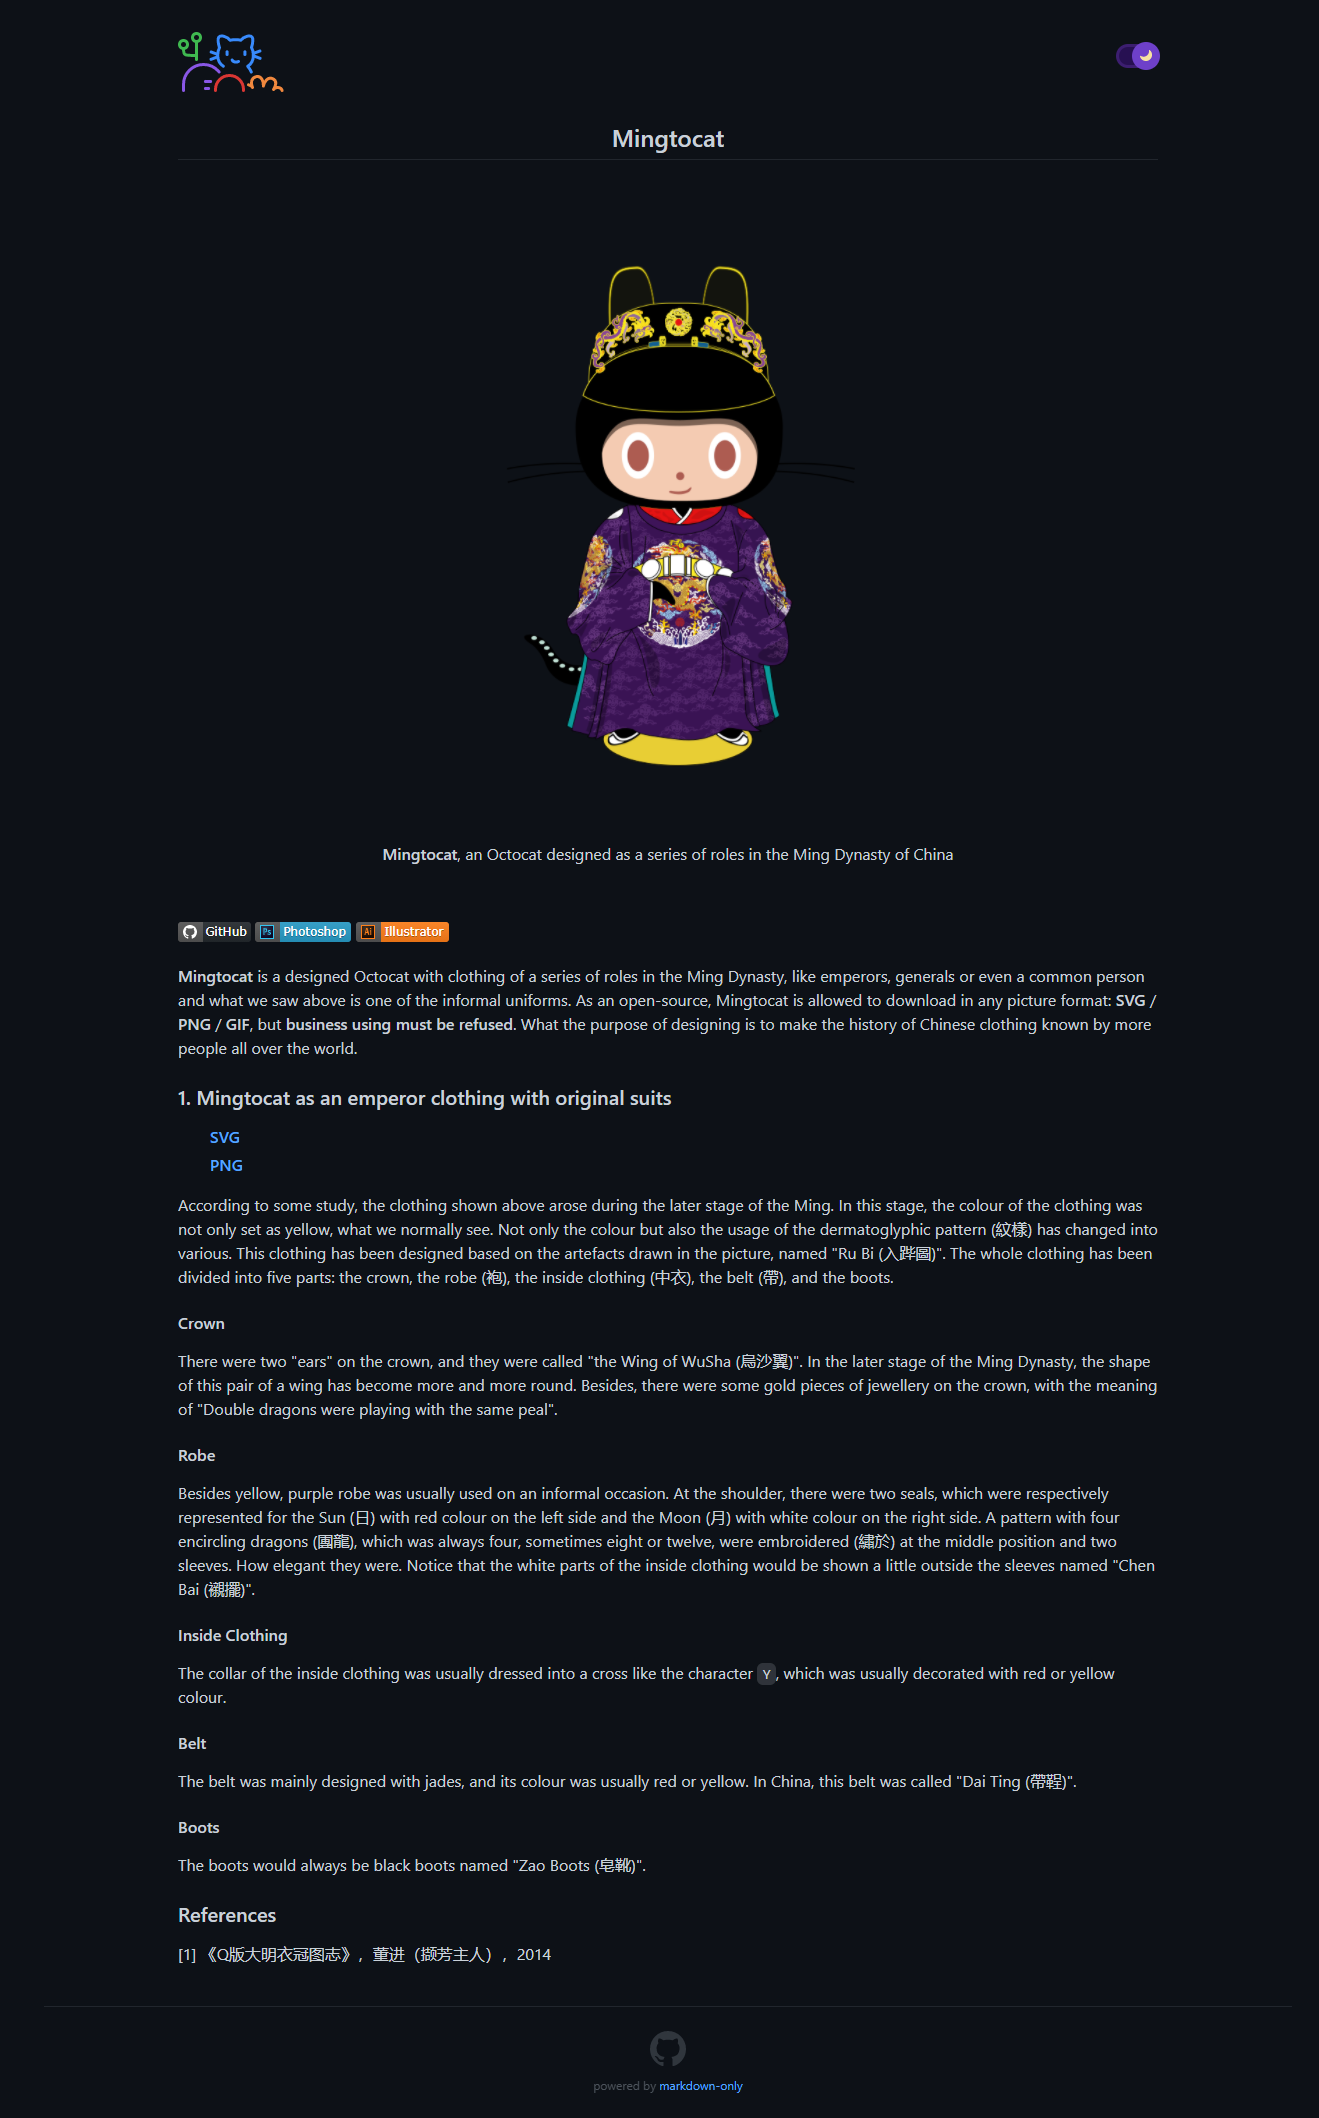 Mingtocat
Mingtocat, an Octocat designed as a series of roles in the Ming Dynasty of China
GitHub Ps Photoshop Ai Illustrator
Mingtocat is a designed Octocat with clothing of a series of roles in the Ming Dynasty, like emperors, generals or even a common person
and what we saw above is one of the informal uniforms. As an open-source, Mingtocat is allowed to download in any picture format: SVG /
PNG / GIF, but business using must be refused. What the purpose of designing is to make the history of Chinese clothing known by more
people all over the world.
1. Mingtocat as an emperor clothing with original suits
SVG
PNG
According to some study, the clothing shown above arose during the later stage of the Ming. In this stage, the colour of the clothing was
not only set as yellow, what we normally see. Not only the colour but also the usage of the dermatoglyphic pattern (紋樣) has changed into
various. This clothing has been designed based on the artefacts drawn in the picture, named "Ru Bi (入跸圖)". The whole clothing has been
divided into five parts: the crown, the robe (袍), the inside clothing (中衣), the belt (帶), and the boots.
Crown
There were two "ears" on the crown, and they were called "the Wing of WuSha (烏沙翼)". In the later stage of the Ming Dynasty, the shape
of this pair of a wing has become more and more round. Besides, there were some gold pieces of jewellery on the crown, with the meaning
of "Double dragons were playing with the same peal".
Robe
Besides yellow, purple robe was usually used on an informal occasion. At the shoulder, there were two seals, which were respectively
represented for the Sun (日) with red colour on the left side and the Moon (月) with white colour on the right side. A pattern with four
encircling dragons (團龍), which was always four, sometimes eight or twelve, were embroidered (繡於) at the middle position and two
sleeves. How elegant they were. Notice that the white parts of the inside clothing would be shown a little outside the sleeves named "Chen
Bai (襯擺)".
Inside Clothing
The collar of the inside clothing was usually dressed into a cross like the character Y, which was usually decorated with red or yellow
colour.
Belt
The belt was mainly designed with jades, and its colour was usually red or yellow. In China, this belt was called "Dai Ting (帶鞓)".
Boots
The boots would always be black boots named "Zao Boots (皂靴)".
References
[1] 《Q版大明衣冠图志》，董进（撷芳主人），2014
powered by markdown-only